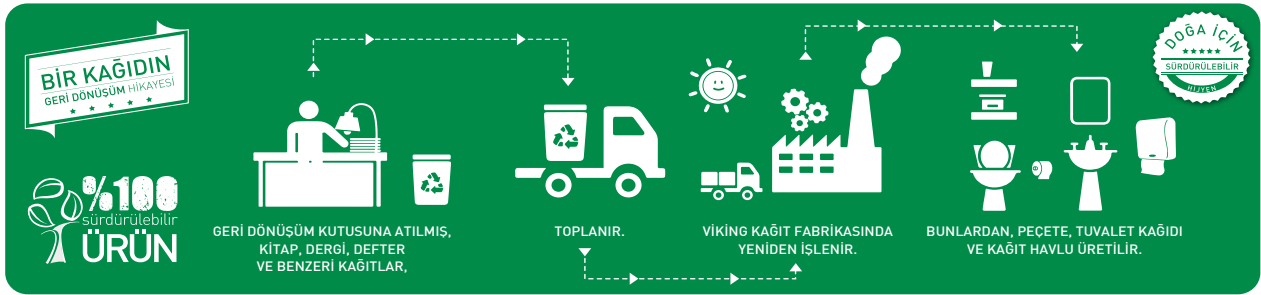 BİR KAĞIDIN
GERİ DÖNÜŞÜM HİKAYESİ
%100
sürdürülebilir
ÜRÜN
GERİ DÖNÜŞÜM KUTUSUNA ATILMIŞ,
KİTAP, DERGİ, DEFTER
VE BENZERİ KAĞITLAR,
TOPLANIR.
VİKİNG KAĞIT FABRİKASINDA
YENİDEN İŞLENİR.
BUNLARDAN, PEÇETE, TUVALET KAĞIDI
VE KAĞIT HAVLU ÜRETİLİR.
DOĞA İÇİN
SÜRDÜRÜLEBİLİR
HIJYEN